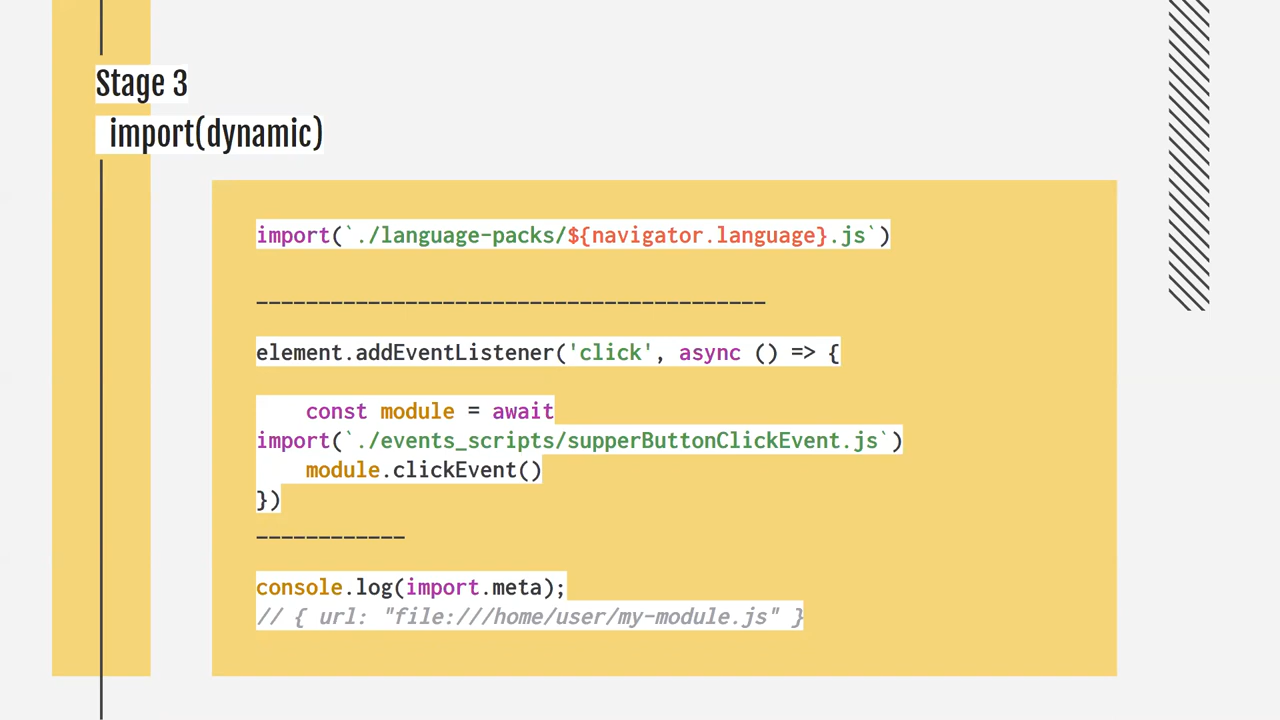 Stage 3
import(dynamic)
import(`./language-packs/${navigator.language}.js`)
-----------------------------------------
element.addEventListener('click', async () => {
const module = await
import(`./events_scripts/supperButtonClickEvent.js`)
module.clickEvent()
})
------------
console.log(import.meta);
// { url: "file:///home/user/my-module.js" }